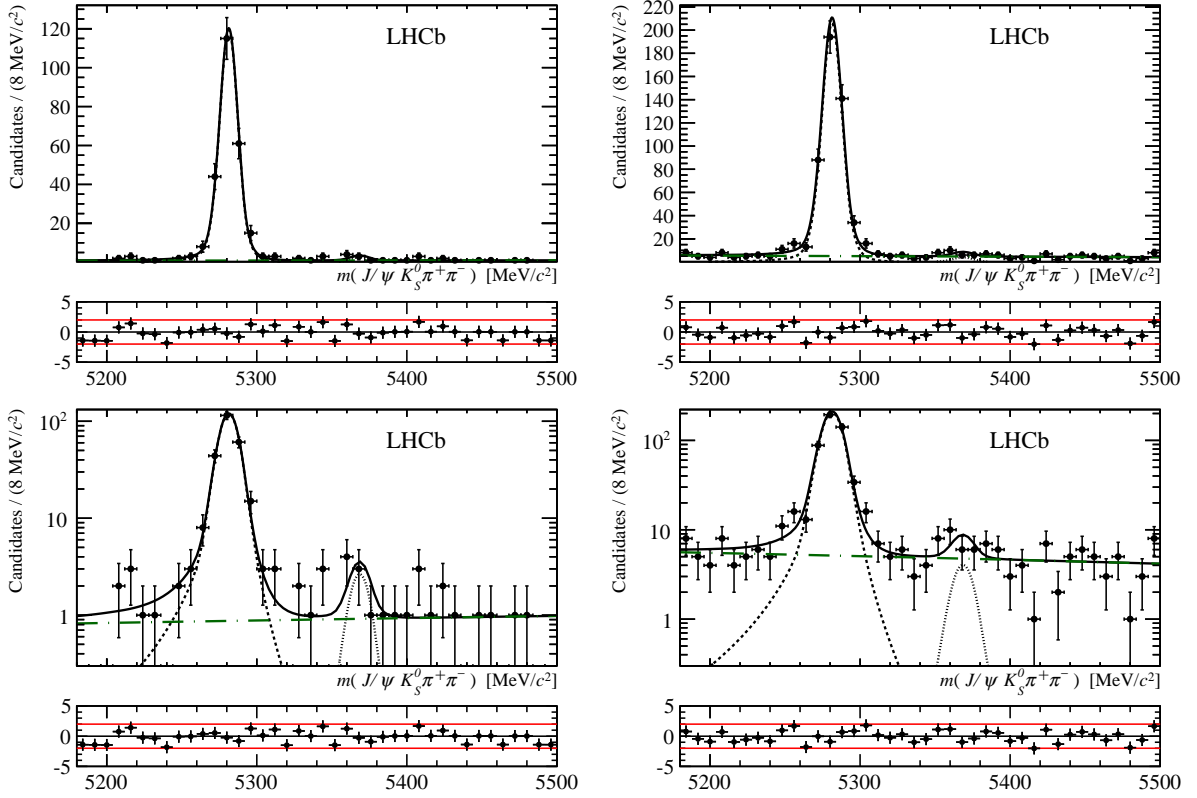 Candidates / (8 MeV/c²)
120
100
80
60
40
20
LHCb
m( J/ψ K⁰_S π⁺π⁻ ) [MeV/c²]
5
0
-5
5200 5300 5400 5500
Candidates / (8 MeV/c²)
220
200
180
160
140
120
100
80
60
40
20
LHCb
m( J/ψ K⁰_S π⁺π⁻ ) [MeV/c²]
5
0
-5
5200 5300 5400 5500
Candidates / (8 MeV/c²)
10²
10
1
LHCb
m( J/ψ K⁰_S π⁺π⁻ ) [MeV/c²]
5
0
-5
5200 5300 5400 5500
Candidates / (8 MeV/c²)
10²
10
1
LHCb
m( J/ψ K⁰_S π⁺π⁻ ) [MeV/c²]
5
0
-5
5200 5300 5400 5500